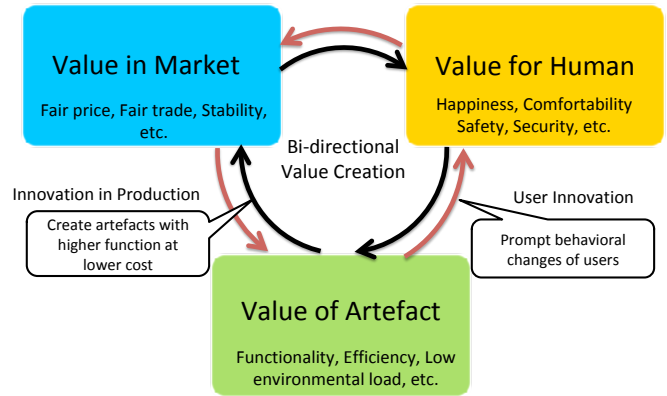 Value in Market
Fair price, Fair trade, Stability,
etc.
Value for Human
Happiness, Comfortability
Safety, Security, etc.
Bi-directional
Value Creation
Innovation in Production
Create artefacts with
higher function at
lower cost
User Innovation
Prompt behavioral
changes of users
Value of Artefact
Functionality, Efficiency, Low
environmental load, etc.